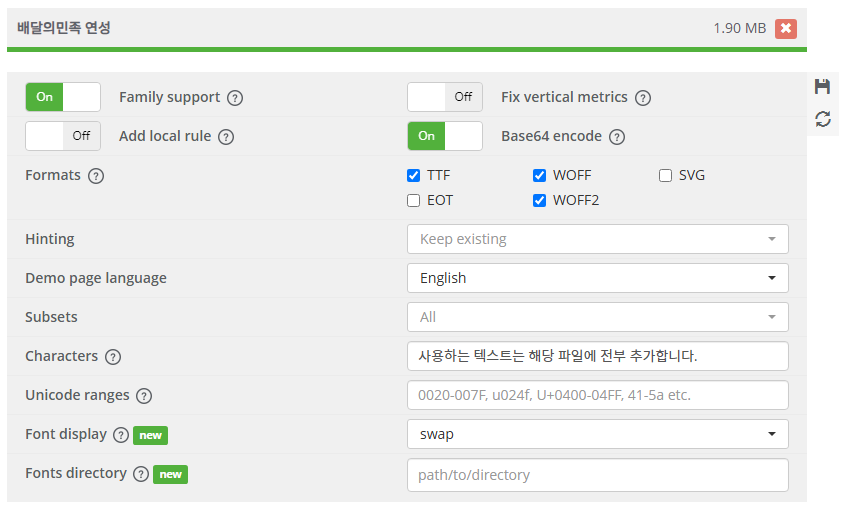 배달의민족 연성 1.90 MB
On Family support ? Off Fix vertical metrics ?
Off Add local rule ? On Base64 encode ?
Formats ? TTF WOFF SVG
EOT WOFF2
Hinting Keep existing
Demo page language English
Subsets All
Characters ? 사용하는 텍스트는 해당 파일에 전부 추가합니다.
Unicode ranges ? 0020-007F, u024f, U+0400-04FF, 41-5a etc.
Font display ? new swap
Fonts directory ? new path/to/directory